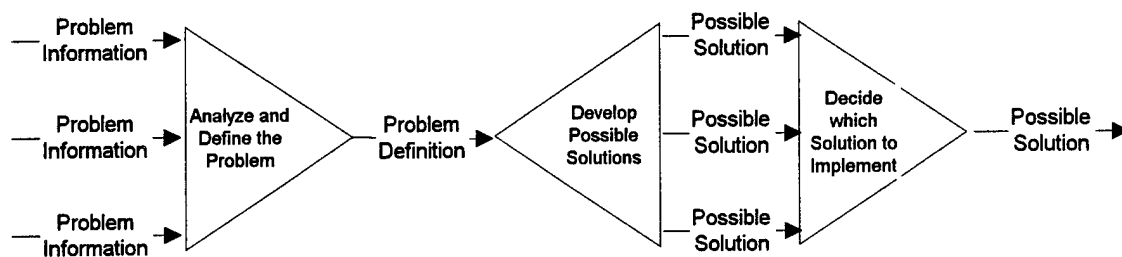 Problem
Information
Problem
Information
Problem
Information
Analyze and
Define the
Problem
Problem
Definition
Develop
Possible
Solutions
Possible
Solution
Possible
Solution
Possible
Solution
Decide
which
Solution to
Implement
Possible
Solution